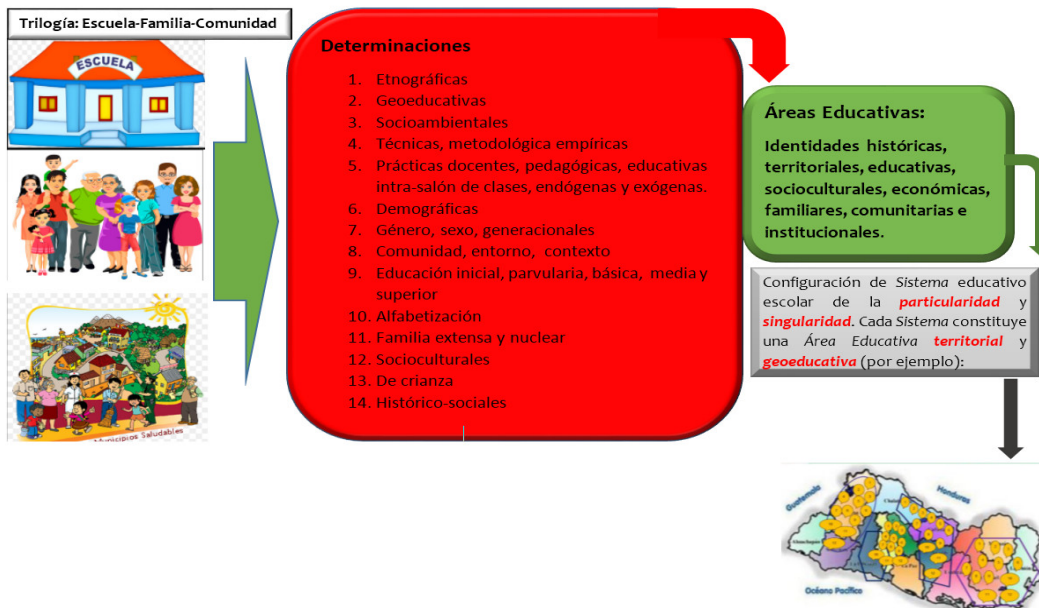 Trilogía: Escuela-Familia-Comunidad
ESCUELA
Municipios Saludables
Determinaciones
1. Etnográficas
2. Geoeducativas
3. Socioambientales
4. Técnicas, metodológica empíricas
5. Prácticas docentes, pedagógicas, educativas
intra-salón de clases, endógenas y exógenas.
6. Demográficas
7. Género, sexo, generacionales
8. Comunidad, entorno, contexto
9. Educación inicial, parvularia, básica, media y
superior
10. Alfabetización
11. Familia extensa y nuclear
12. Socioculturales
13. De crianza
14. Histórico-sociales
Áreas Educativas:
Identidades históricas,
territoriales, educativas,
socioculturales, económicas,
familiares, comunitarias e
institucionales.
Configuración de Sistema educativo
escolar de la particularidad y
singularidad. Cada Sistema constituye
una Área Educativa territorial y
geoeducativa (por ejemplo):
Guatemala
Honduras
Océano Pacífico